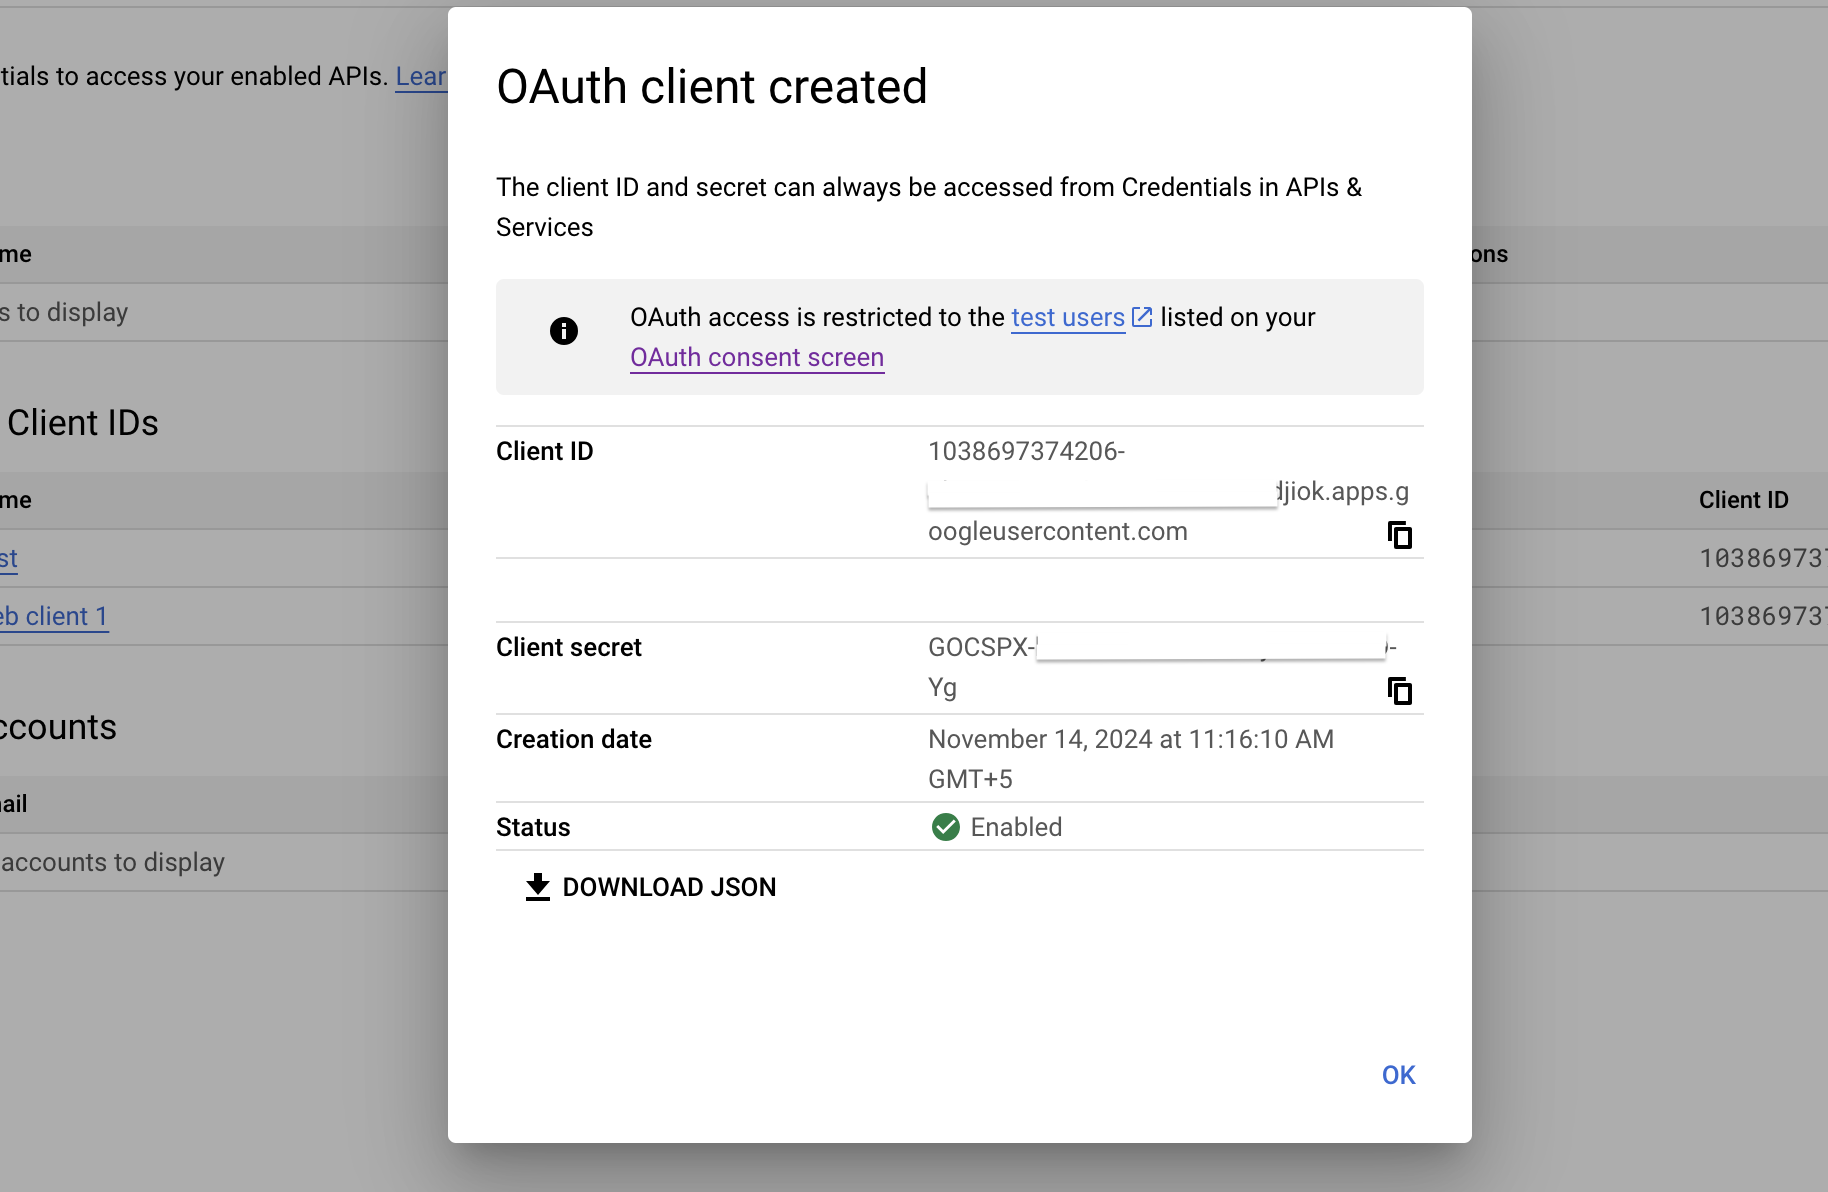 OAuth client created
The client ID and secret can always be accessed from Credentials in APIs &
Services
OAuth access is restricted to the test users listed on your
OAuth consent screen
Client ID
1038697374206-
djiok.apps.g
oogleusercontent.com
Client secret
GOCSPX-
-
Yg
Creation date
November 14, 2024 at 11:16:10 AM
GMT+5
Status
Enabled
DOWNLOAD JSON
OK
tials to access your enabled APIs. Lear
me
ons
s to display
Client IDs
me
Client ID
st
10386973
eb client 1
10386973
ccounts
ail
accounts to display